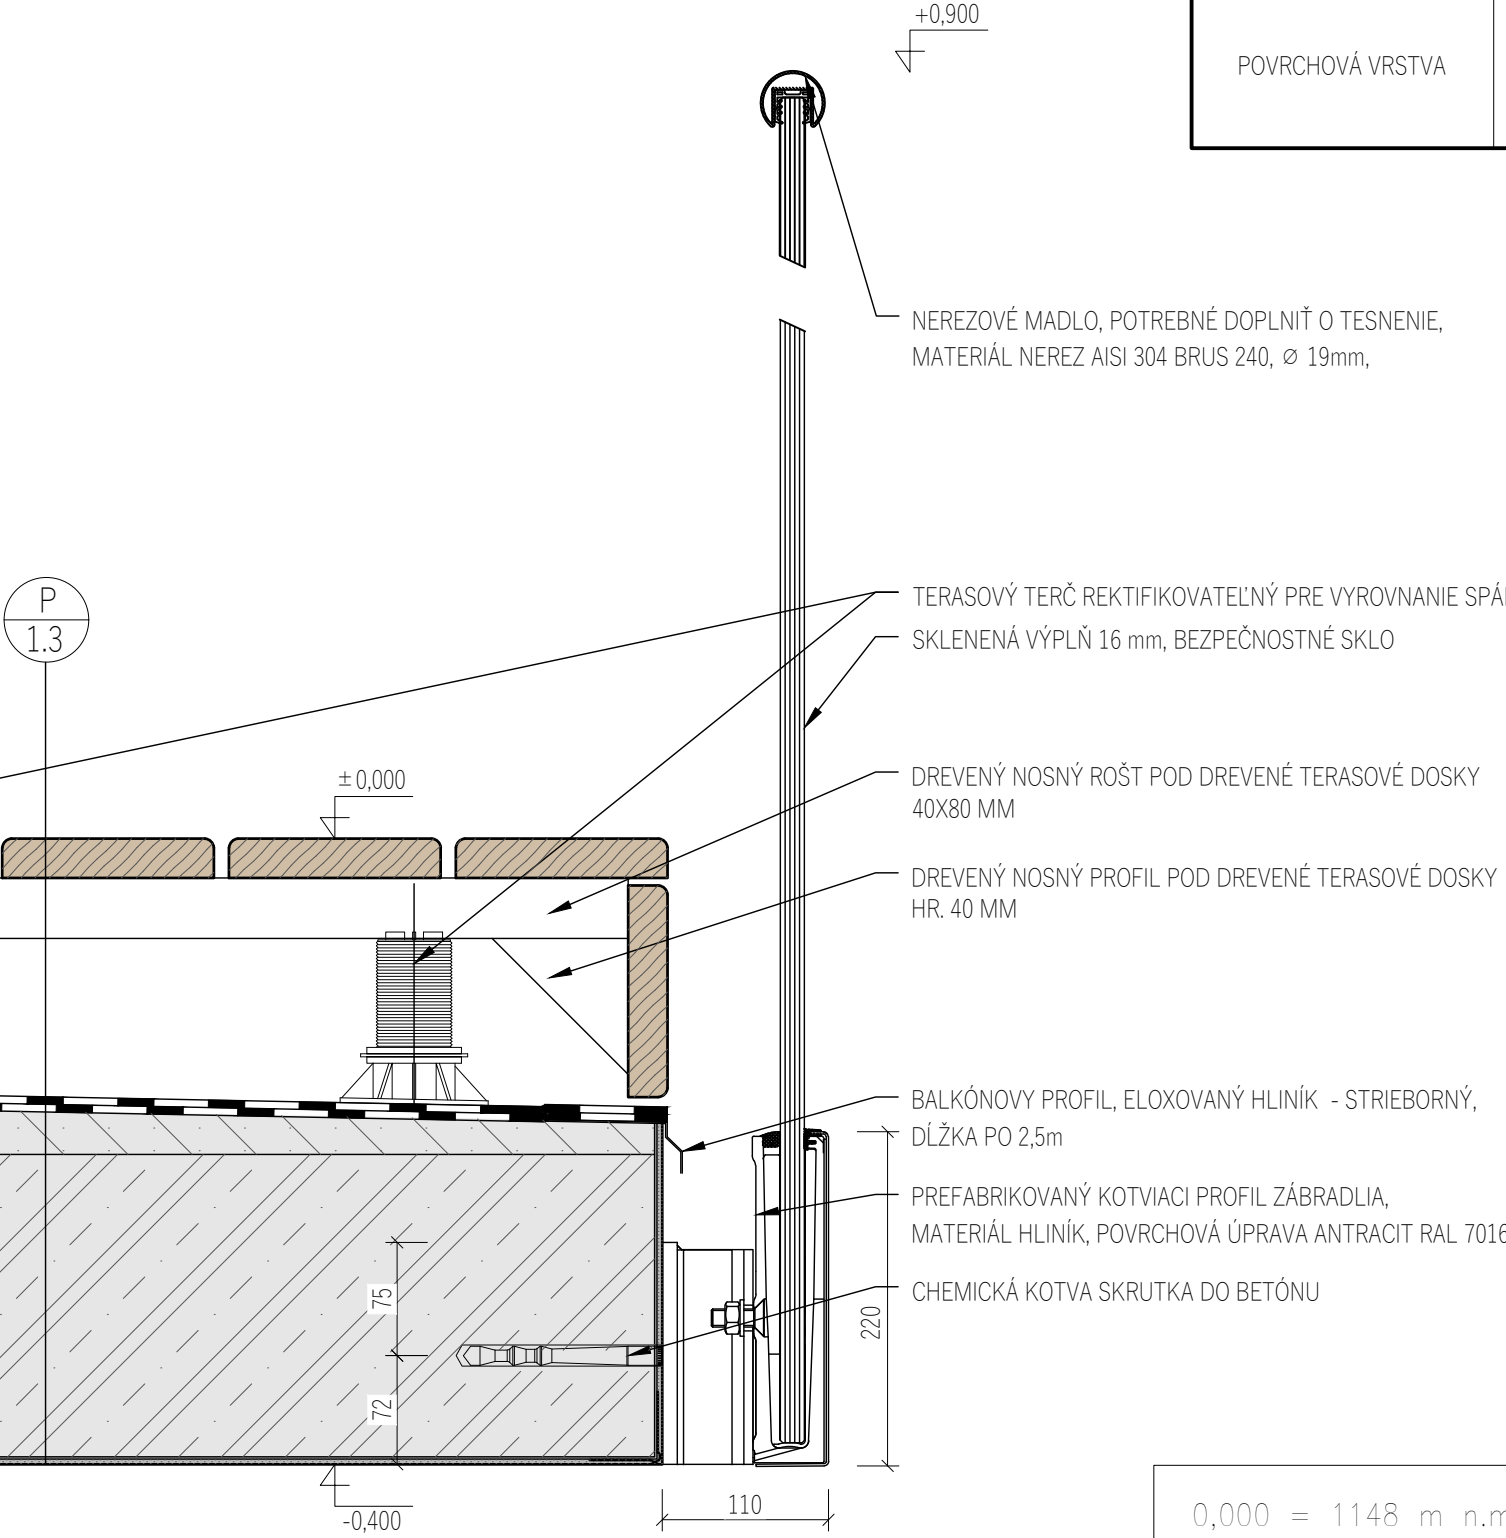 +0,900
POVRCHOVÁ VRSTVA
NEREZOVÉ MADLO, POTREBNÉ DOPLNIŤ O TESNENIE,
MATERIÁL NEREZ AISI 304 BRUS 240, ∅ 19mm,
P
1.3
TERASOVÝ TERČ REKTIFIKOVATEĽNÝ PRE VYROVNANIE
SKLENENÁ VÝPLŇ 16 mm, BEZPEČNOSTNÉ SKLO
±0,000
DREVENÝ NOSNÝ ROŠT POD DREVENÉ TERASOVÉ DOSKY
40X80 MM
DREVENÝ NOSNÝ PROFIL POD DREVENÉ TERASOVÉ DOSKY
HR. 40 MM
BALKÓNOVY PROFIL, ELOXOVANÝ HLINÍK - STRIEBORNÝ,
DĹŽKA PO 2,5m
PREFABRIKOVANÝ KOTVIACI PROFIL ZÁBRADLIA,
MATERIÁL HLINÍK, POVRCHOVÁ ÚPRAVA ANTRACIT RAL 7016
CHEMICKÁ KOTVA SKRUTKA DO BETÓNU
75
72
220
110
-0,400
0,000 = 1148 m n.m